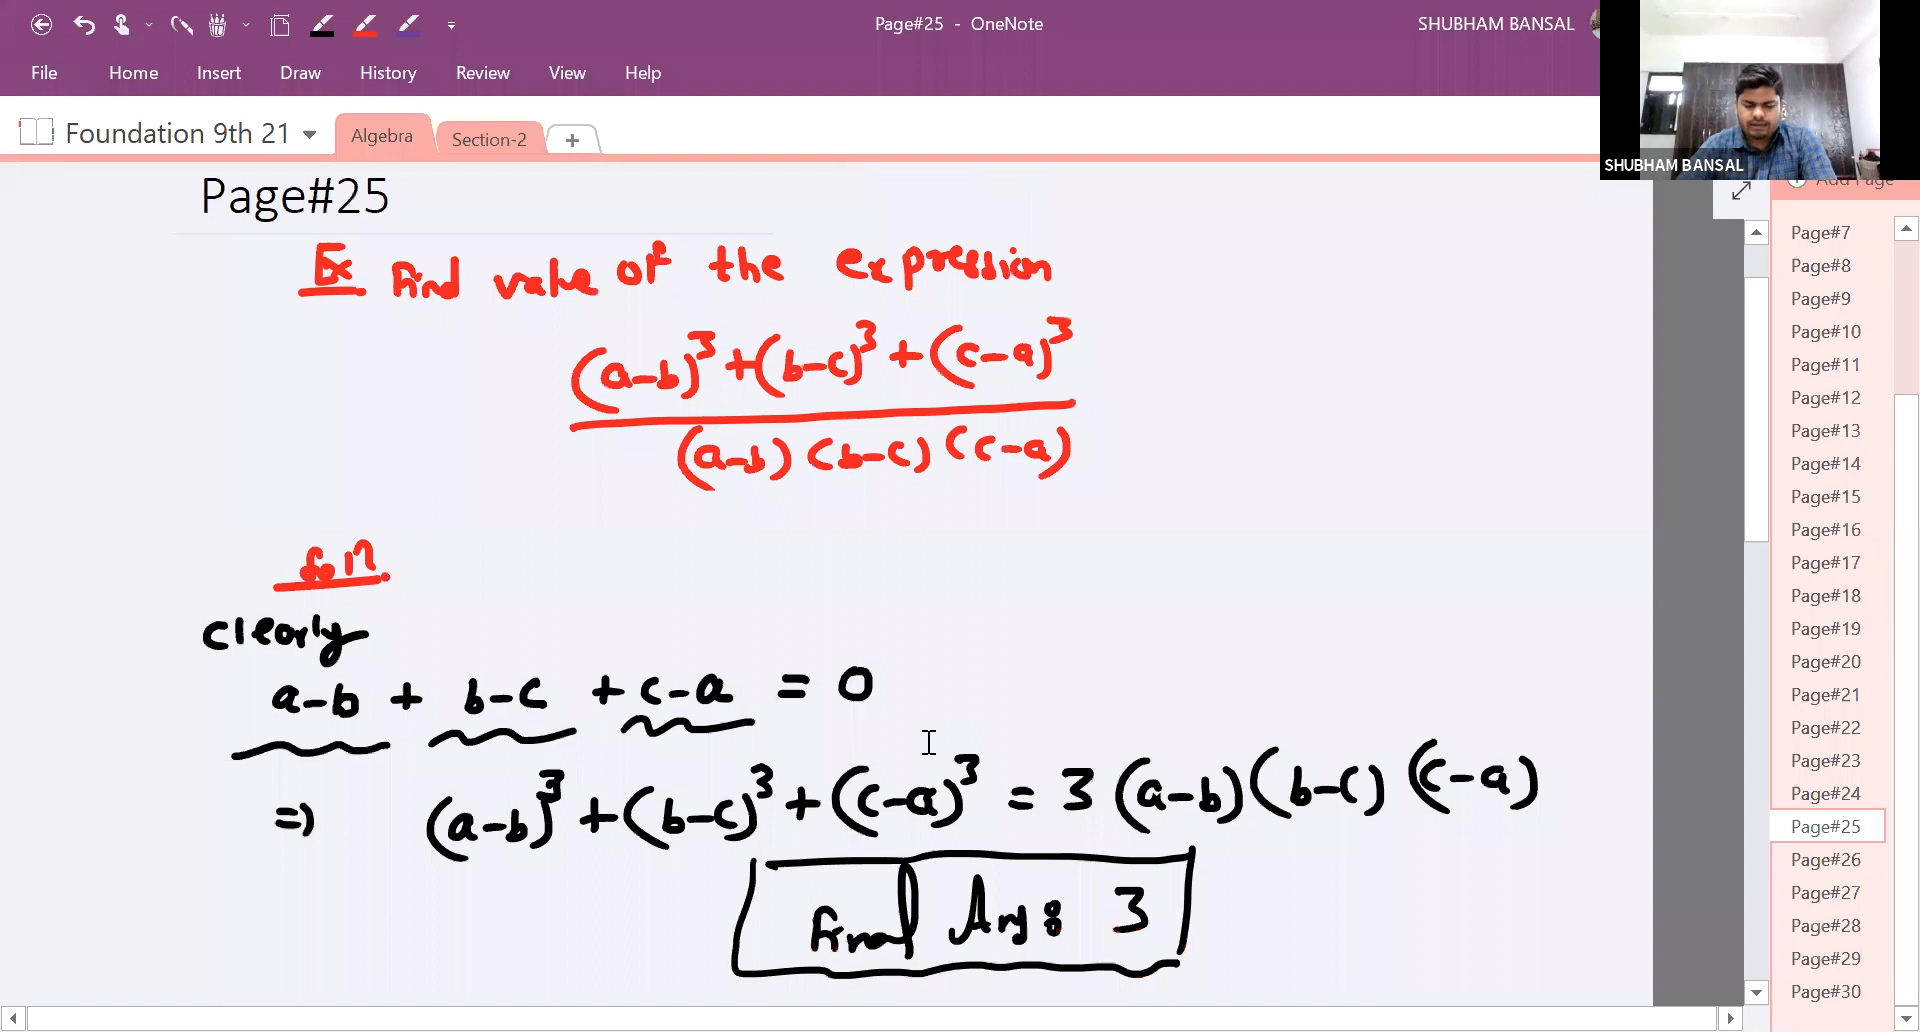 Page#25 - OneNote
SHUBHAM BANSAL
File Home Insert Draw History Review View Help
Foundation 9th 21
Algebra
Section-2
+
SHUBHAM BANSAL
Add Page
Page#25
Ex Find value of the expression
(a-b)³+(b-c)³+(c-a)³
(a-b)(b-c)(c-a)
Solⁿ.
Clearly
a-b + b-c + c-a = 0
⇒ (a-b)³+(b-c)³+(c-a)³ = 3(a-b)(b-c)(c-a)
Final Ans: 3
Page#7
Page#8
Page#9
Page#10
Page#11
Page#12
Page#13
Page#14
Page#15
Page#16
Page#17
Page#18
Page#19
Page#20
Page#21
Page#22
Page#23
Page#24
Page#25
Page#26
Page#27
Page#28
Page#29
Page#30